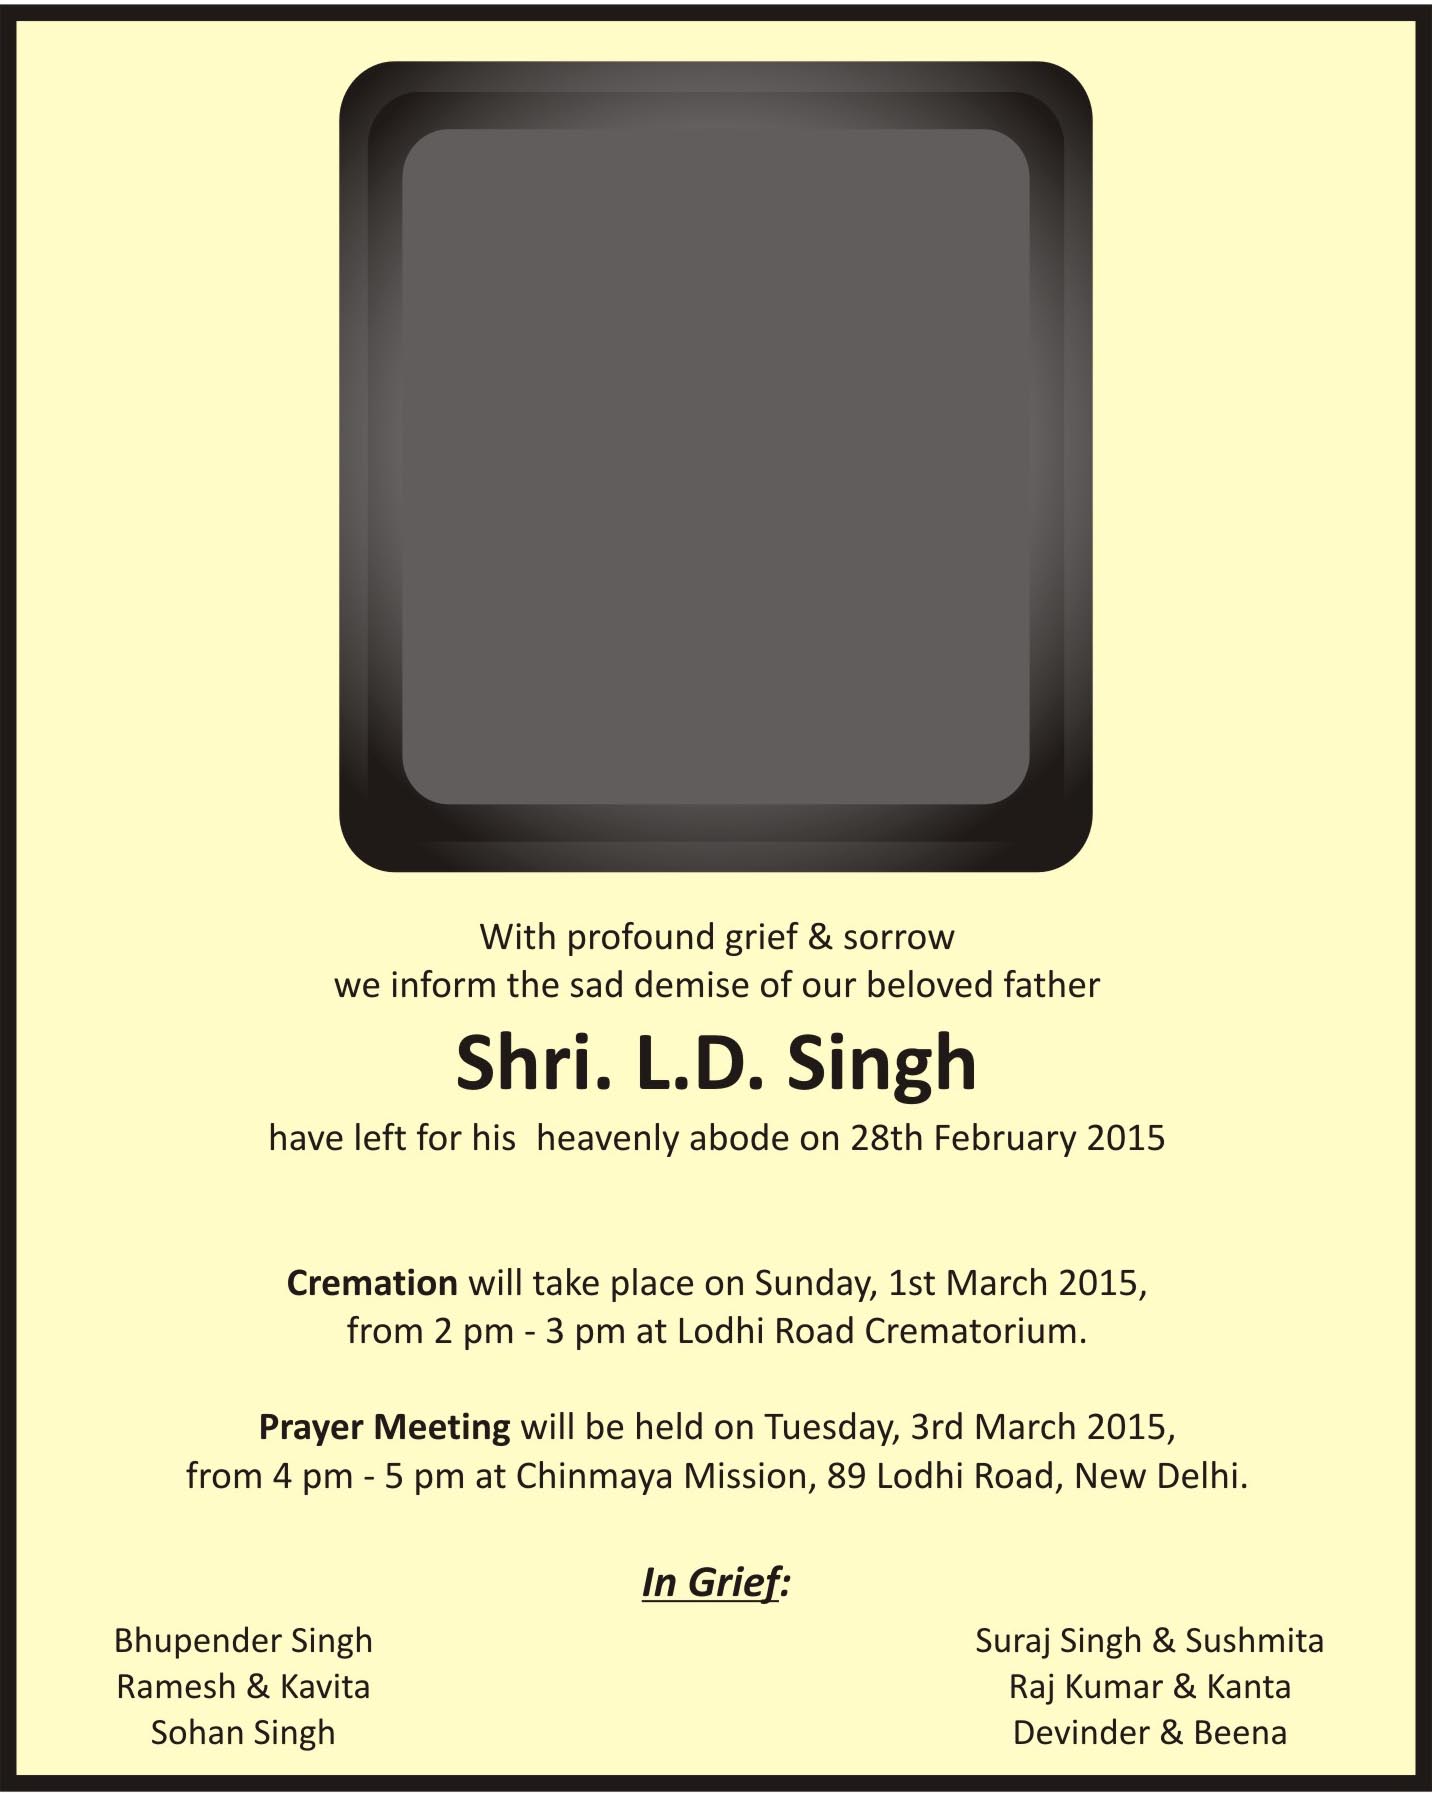 With profound grief & sorrow
we inform the sad demise of our beloved father
Shri. L.D. Singh
have left for his  heavenly abode on 28th February 2015
Cremation will take place on Sunday, 1st March 2015,
from 2 pm - 3 pm at Lodhi Road Crematorium.
Prayer Meeting will be held on Tuesday, 3rd March 2015,
from 4 pm - 5 pm at Chinmaya Mission, 89 Lodhi Road, New Delhi.
In Grief:
Bhupender Singh
Ramesh & Kavita
Sohan Singh
Suraj Singh & Sushmita
Raj Kumar & Kanta
Devinder & Beena